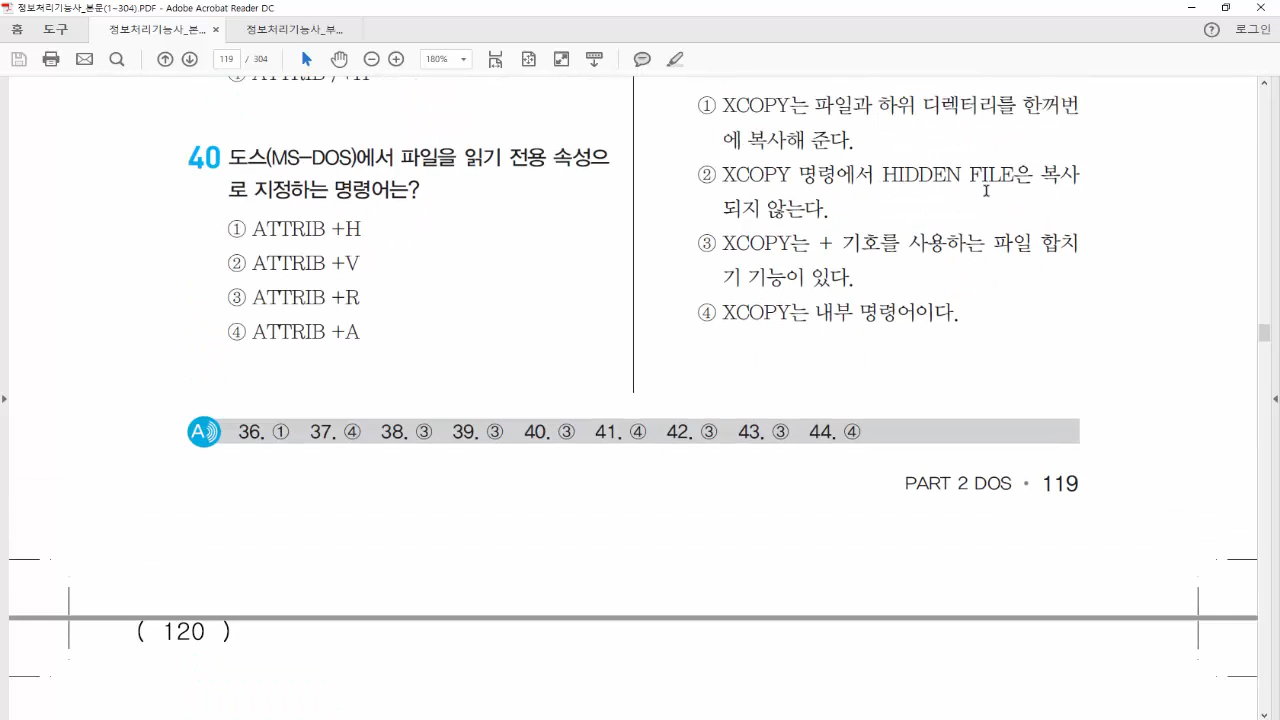 정보처리기능사_본문(1~304).PDF - Adobe Acrobat Reader DC
홈 도구 정보처리기능사_본... × 정보처리기능사_부... 로그인
119 / 304 180%
40 도스(MS-DOS)에서 파일을 읽기 전용 속성으
로 지정하는 명령어는?
① ATTRIB +H
② ATTRIB +V
③ ATTRIB +R
④ ATTRIB +A
① XCOPY는 파일과 하위 디렉터리를 한꺼번
에 복사해 준다.
② XCOPY 명령에서 HIDDEN FILE은 복사
되지 않는다.
③ XCOPY는 + 기호를 사용하는 파일 합치
기 기능이 있다.
④ XCOPY는 내부 명령어이다.
A 36. ① 37. ④ 38. ③ 39. ③ 40. ③ 41. ④ 42. ③ 43. ③ 44. ④
PART 2 DOS • 119
( 120 )